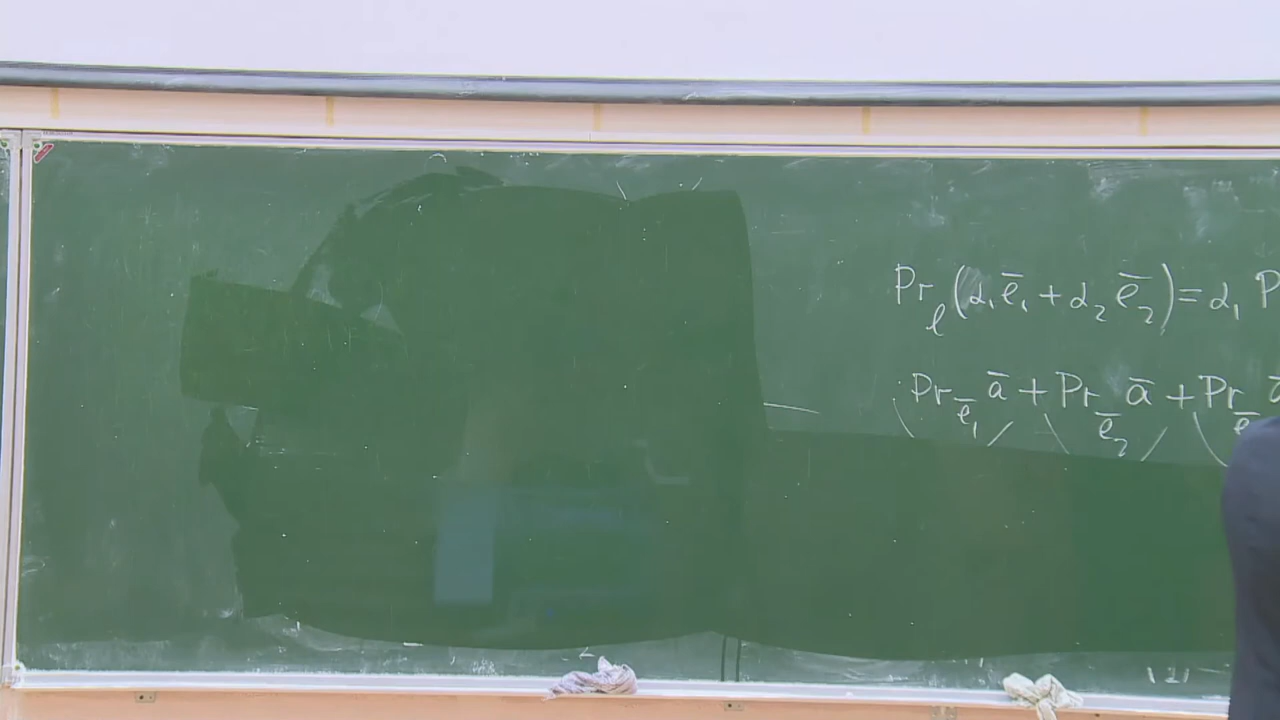 Pr_ℓ(α₁ē₁ + α₂ē₂) = α₁ P
Pr_ē₁ ā + Pr_ē₂ ā + Pr_ē